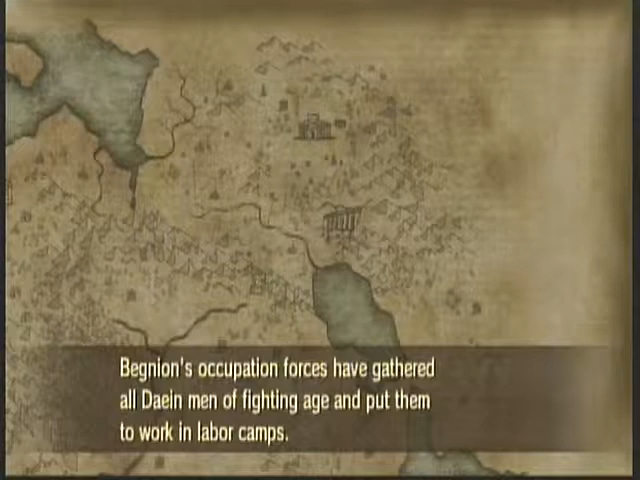 Begnion's occupation forces have gathered
all Daein men of fighting age and put them
to work in labor camps.